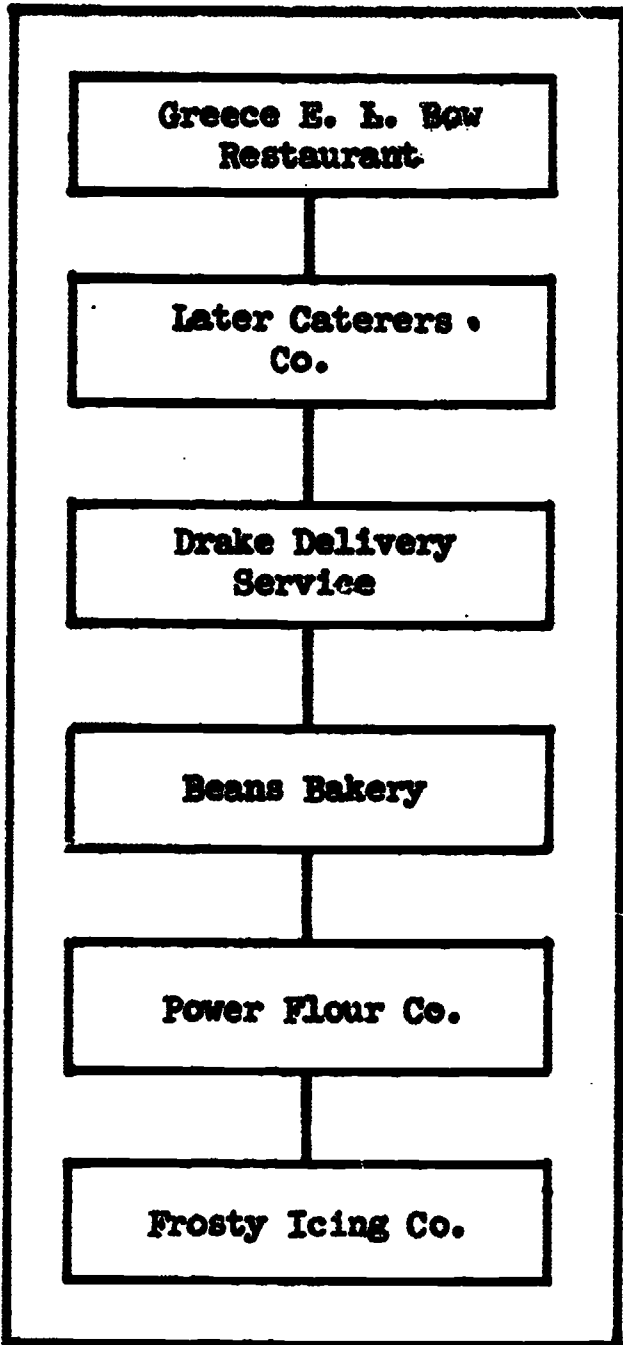 Greece E. L. Bow
Restaurant
Later Caterers
Co.
Drake Delivery
Service
Beans Bakery
Power Flour Co.
Frosty Icing Co.